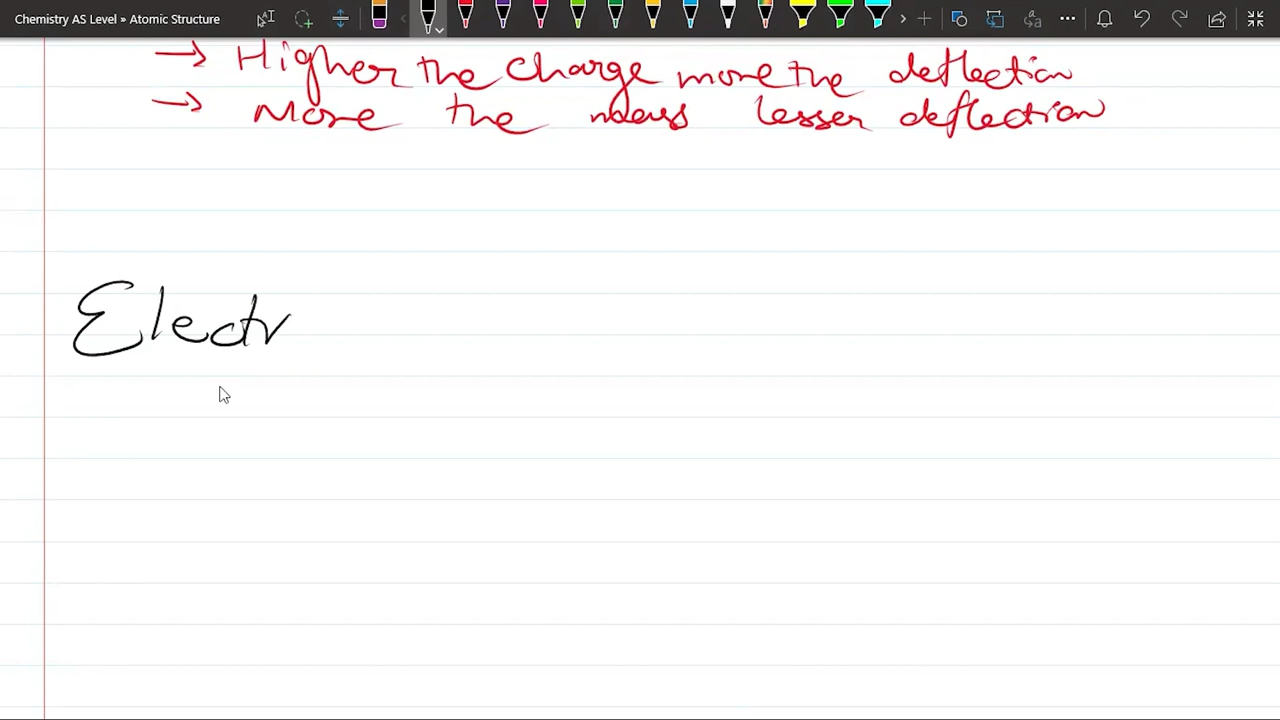 Chemistry AS Level » Atomic Structure
→ Higher the charge more the deflection
→ More the mass lesser deflection
Electr